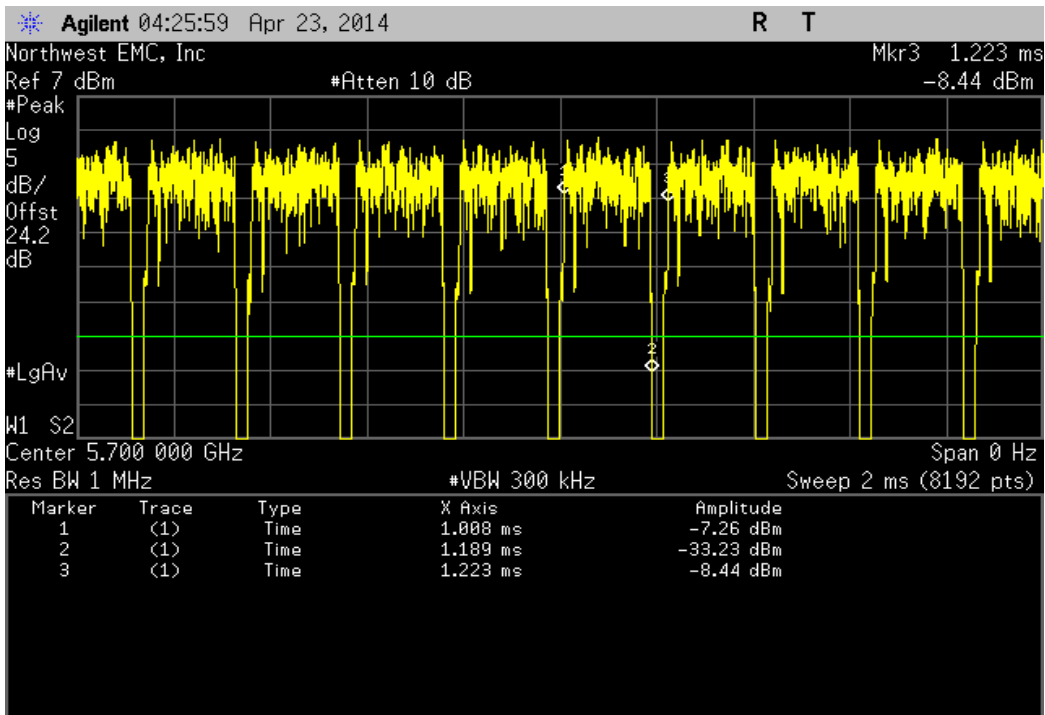 Agilent 04:25:59 Apr 23, 2014 R T
Northwest EMC, Inc Mkr3 1.223 ms
Ref 7 dBm #Atten 10 dB -8.44 dBm
#Peak
Log
5
dB/
Offst
24.2
dB
1
3
2
#LgAv
W1 S2
Center 5.700 000 GHz Span 0 Hz
Res BW 1 MHz #VBW 300 kHz Sweep 2 ms (8192 pts)
Marker Trace Type X Axis Amplitude
1 (1) Time 1.008 ms -7.26 dBm
2 (1) Time 1.189 ms -33.23 dBm
3 (1) Time 1.223 ms -8.44 dBm